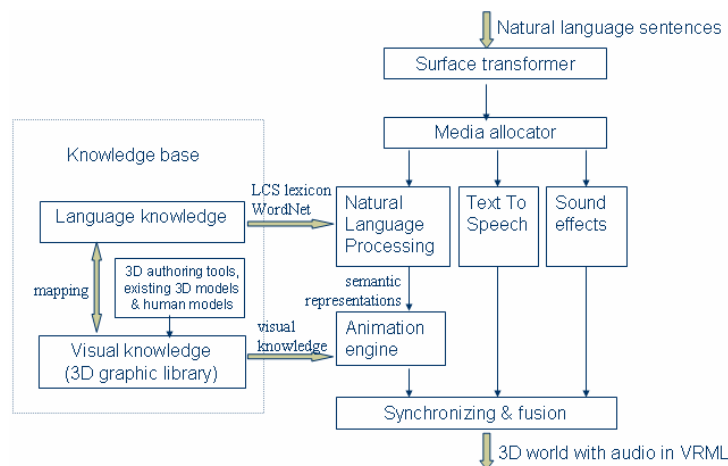 Natural language sentences
Surface transformer
Media allocator
Knowledge base
LCS lexicon
WordNet
Language knowledge
Natural
Language
Processing
Text To
Speech
Sound
effects
mapping
3D authoring tools,
existing 3D models
& human models
semantic
representations
visual
knowledge
Animation
engine
Visual knowledge
(3D graphic library)
Synchronizing & fusion
3D world with audio in VRML